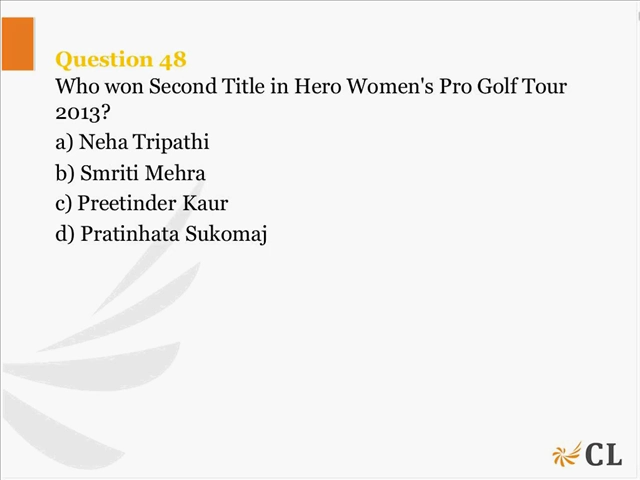 Question 48
Who won Second Title in Hero Women's Pro Golf Tour
2013?
a) Neha Tripathi
b) Smriti Mehra
c) Preetinder Kaur
d) Pratinhata Sukomaj
CL